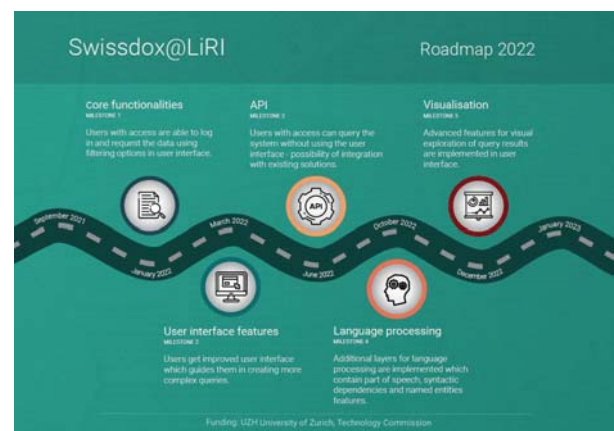 Swissdox@LiRI
Roadmap 2022
core functionalities
MILESTONE 1
Users with access are able to log
in and request the data using
filtering options in user interface.
API
MILESTONE
Users with access can query the
system without using the user
interface - possibility of integration
with existing solutions.
Visualisation
MILESTONE
Advanced features for visual
exploration of query results
are implemented in user
interface.
API
September 2021
January 2022
March 2022
June 2022
October 2022
December 2022
January 2023
User interface features
MILESTONE 2
Users get improved user interface
which guides them in creating more
complex queries.
Language processing
MILESTONE 4
Additional layers for language
processing are implemented which
contain part of speech, syntactic
dependencies and named entities
features.
Funding: UZH University of Zurich, Technology Commission